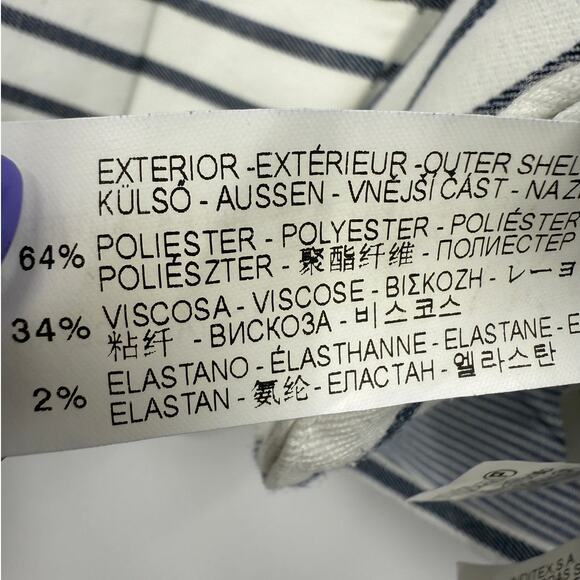 EXTERIOR - EXTÉRIEUR - OUTER SHELL
KÜLSŐ - AUSSEN - VNĚJŠÍ ČÁST - NA
64% POLIESTER - POLYESTER - POLIÉSTER
POLIÉSZTER - 聚酯纤维 - ПОЛИЕСТЕР
34% VISCOSA - VISCOSE - ΒΙΣΚΟΖΗ - レーヨ
粘纤 - ВИСКОЗА - 비스코스
2% ELASTANO - ÉLASTHANNE - ELASTANE - E
ELASTAN - 氨纶 - ЕЛАСТАН - 엘라스탄